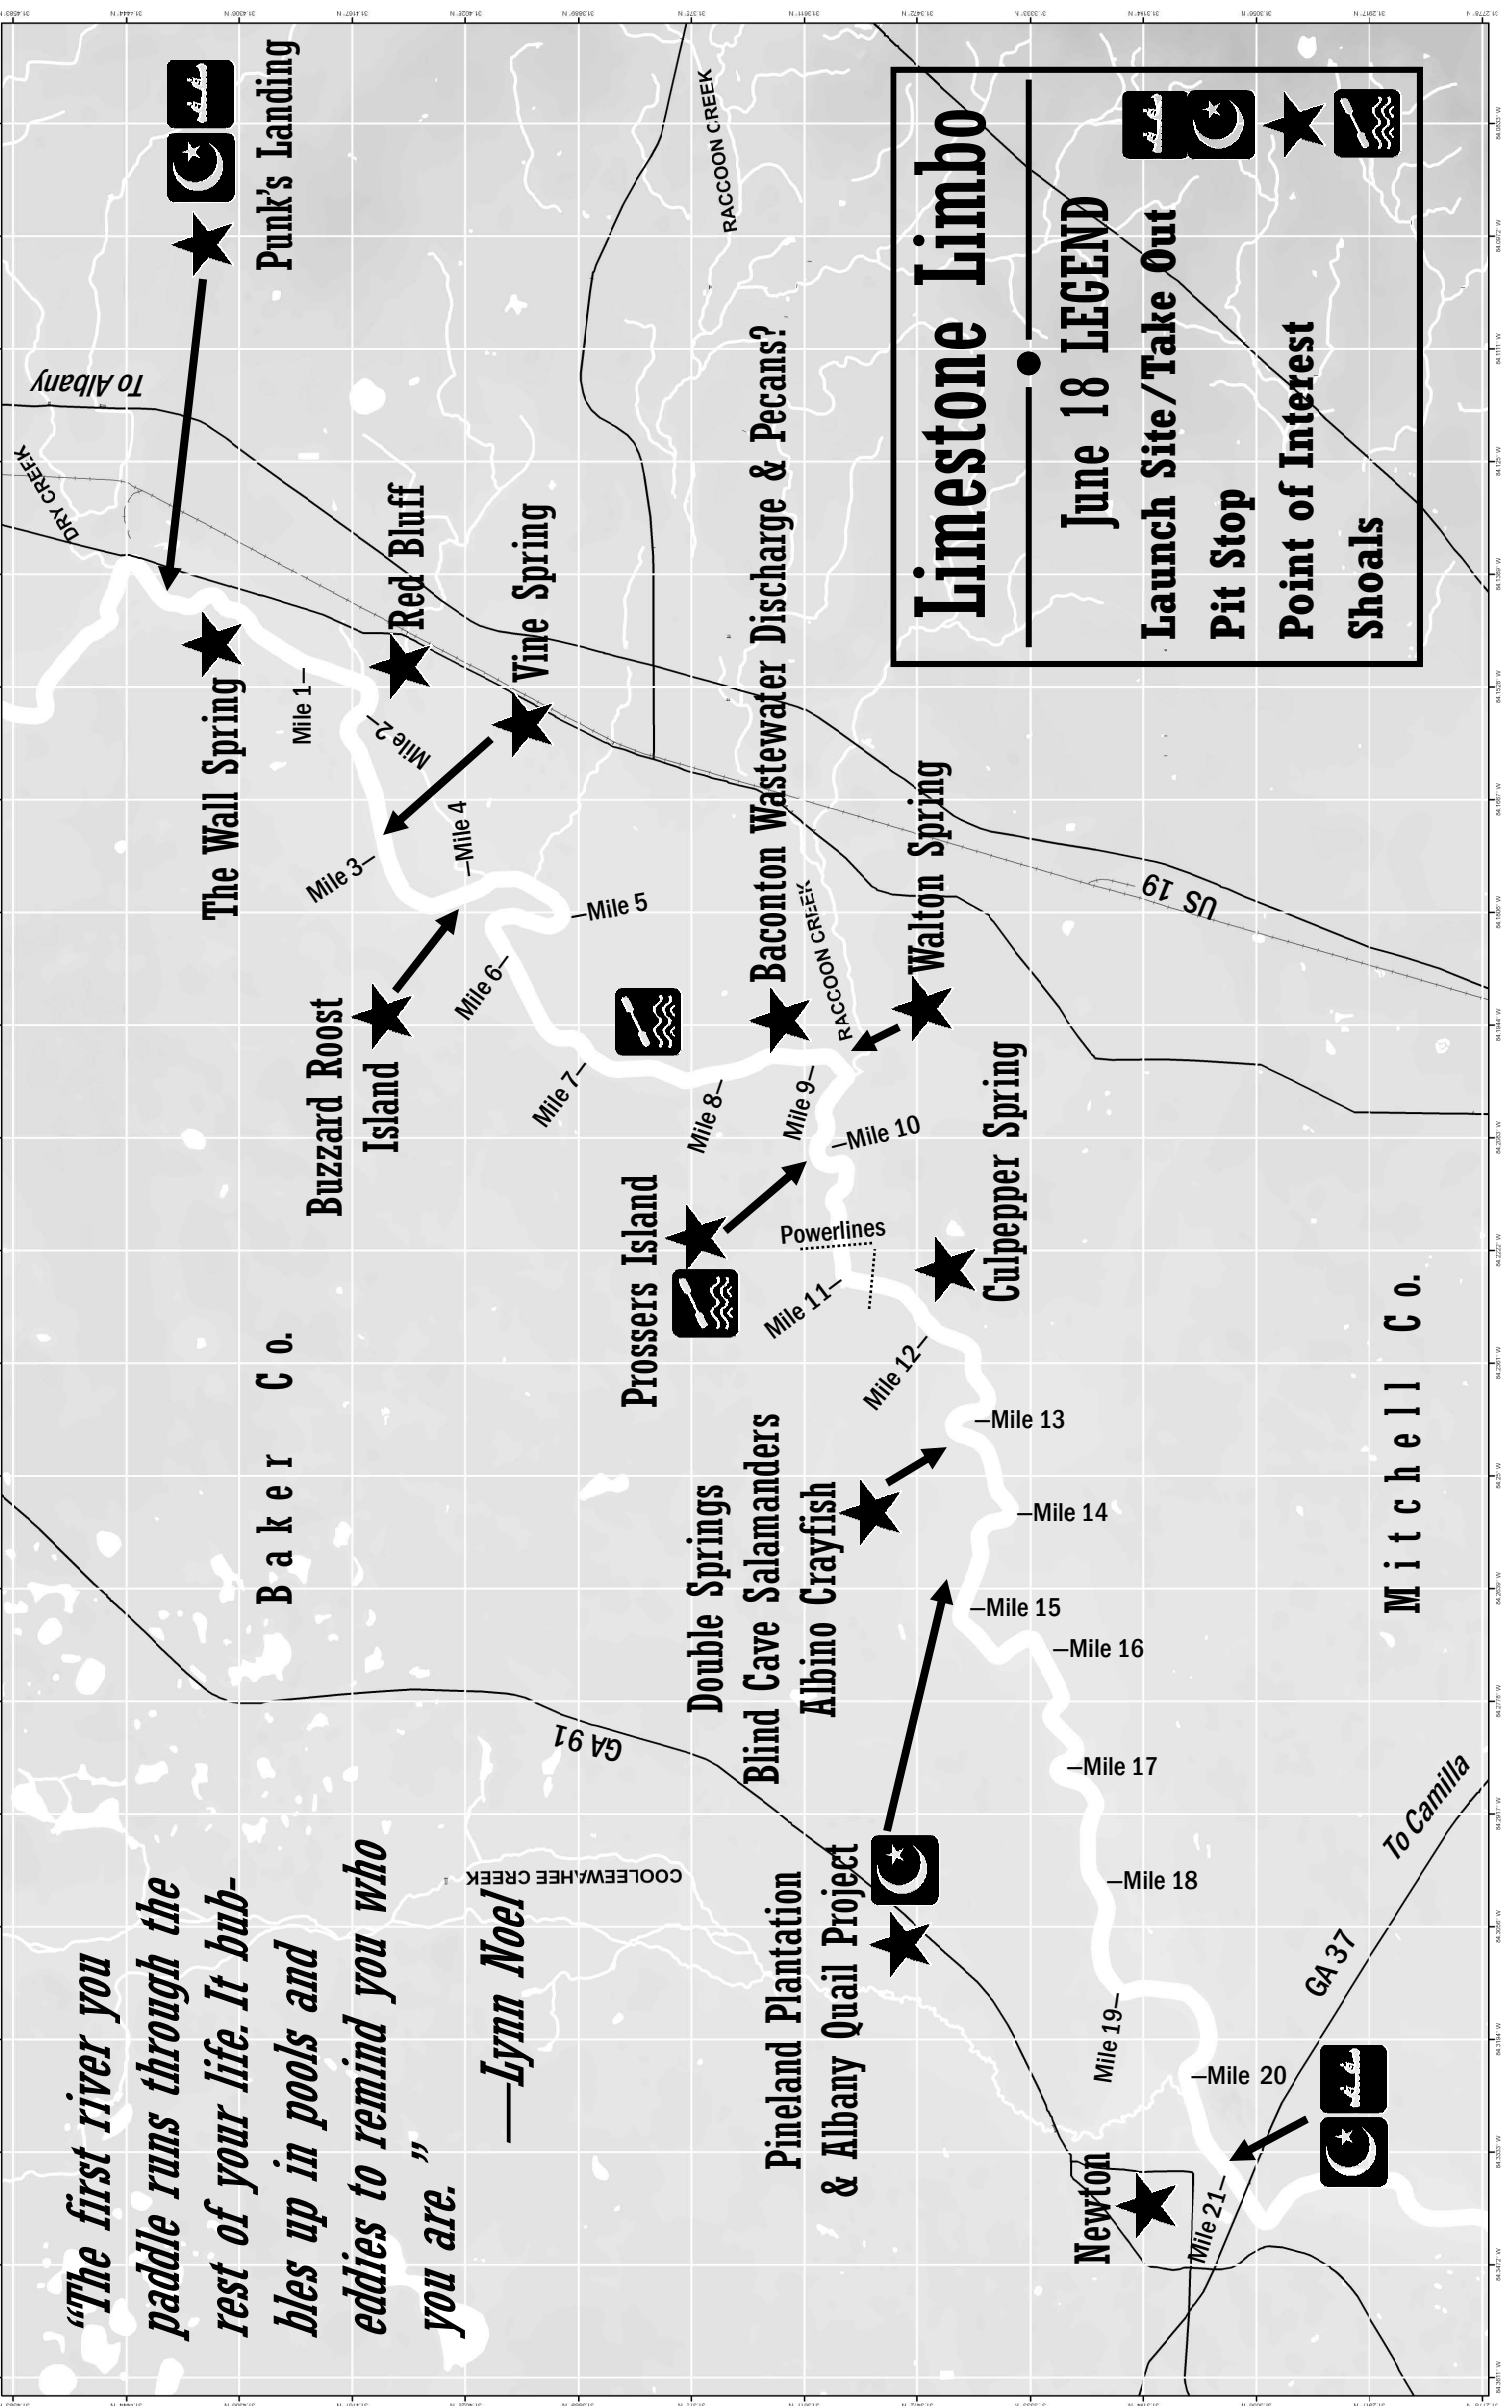 “The first river you
paddle runs through the
rest of your life. It bub-
bles up in pools and
eddies to remind you who
you are. ”
—Lynn Noel
To Albany
DRY CREEK
Punk's Landing
The Wall Spring
Mile 1
Red Bluff
Mile 2
Vine Spring
Mile 3
Mile 4
Buzzard Roost
Island
Mile 5
Mile 6
Mile 7
Mile 8
Baconton Wastewater Discharge & Pecans?
Mile 9
RACCOON CREEK
RACCOON CREEK
Walton Spring
Mile 10
Prossers Island
Powerlines
Culpepper Spring
Mile 11
Mile 12
Mile 13
Double Springs
Blind Cave Salamanders
Albino Crayfish
Mile 14
Mile 15
Mile 16
Pineland Plantation
& Albany Quail Project
Mile 17
Mile 18
Mile 19
Mile 20
Mile 21
Newton
Baker Co.
Mitchell Co.
COOLEEWAHEE CREEK
GA 91
GA 37
To Camilla
US 19
Limestone Limbo
June 18 LEGEND
Launch Site/Take Out
Pit Stop
Point of Interest
Shoals